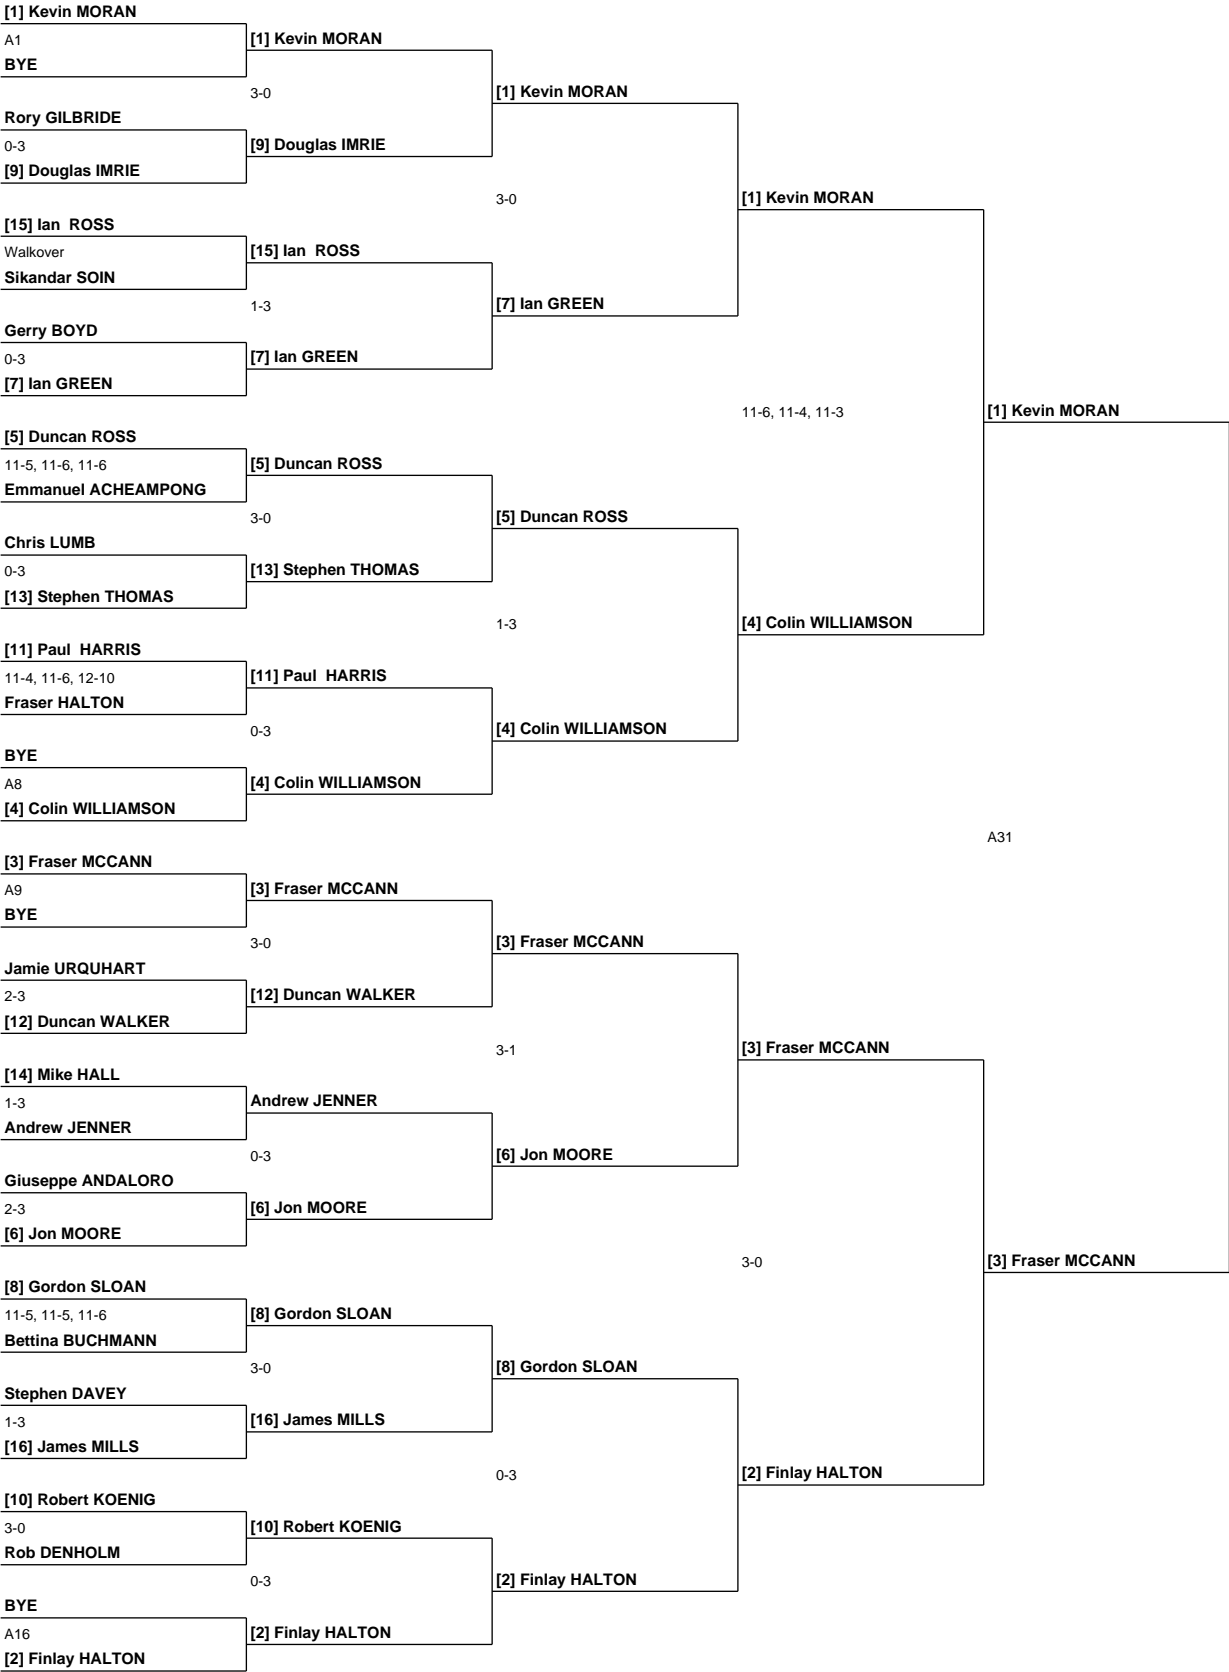 [1] Kevin MORAN
A1
[1] Kevin MORAN
BYE
3-0
[1] Kevin MORAN
Rory GILBRIDE
0-3
[9] Douglas IMRIE
[9] Douglas IMRIE
3-0
[1] Kevin MORAN
[15] Ian  ROSS
Walkover
[15] Ian  ROSS
Sikandar SOIN
1-3
[7] Ian GREEN
Gerry BOYD
0-3
[7] Ian GREEN
[7] Ian GREEN
11-6, 11-4, 11-3
[1] Kevin MORAN
[5] Duncan ROSS
11-5, 11-6, 11-6
[5] Duncan ROSS
Emmanuel ACHEAMPONG
3-0
[5] Duncan ROSS
Chris LUMB
0-3
[13] Stephen THOMAS
[13] Stephen THOMAS
1-3
[4] Colin WILLIAMSON
[11] Paul  HARRIS
11-4, 11-6, 12-10
[11] Paul  HARRIS
Fraser HALTON
0-3
[4] Colin WILLIAMSON
BYE
A8
[4] Colin WILLIAMSON
[4] Colin WILLIAMSON
A31
[3] Fraser MCCANN
A9
[3] Fraser MCCANN
BYE
3-0
[3] Fraser MCCANN
Jamie URQUHART
2-3
[12] Duncan WALKER
[12] Duncan WALKER
3-1
[3] Fraser MCCANN
[14] Mike HALL
1-3
Andrew JENNER
Andrew JENNER
0-3
[6] Jon MOORE
Giuseppe ANDALORO
2-3
[6] Jon MOORE
[6] Jon MOORE
3-0
[3] Fraser MCCANN
[8] Gordon SLOAN
11-5, 11-5, 11-6
[8] Gordon SLOAN
Bettina BUCHMANN
3-0
[8] Gordon SLOAN
Stephen DAVEY
1-3
[16] James MILLS
[16] James MILLS
0-3
[2] Finlay HALTON
[10] Robert KOENIG
3-0
[10] Robert KOENIG
Rob DENHOLM
0-3
[2] Finlay HALTON
BYE
A16
[2] Finlay HALTON
[2] Finlay HALTON